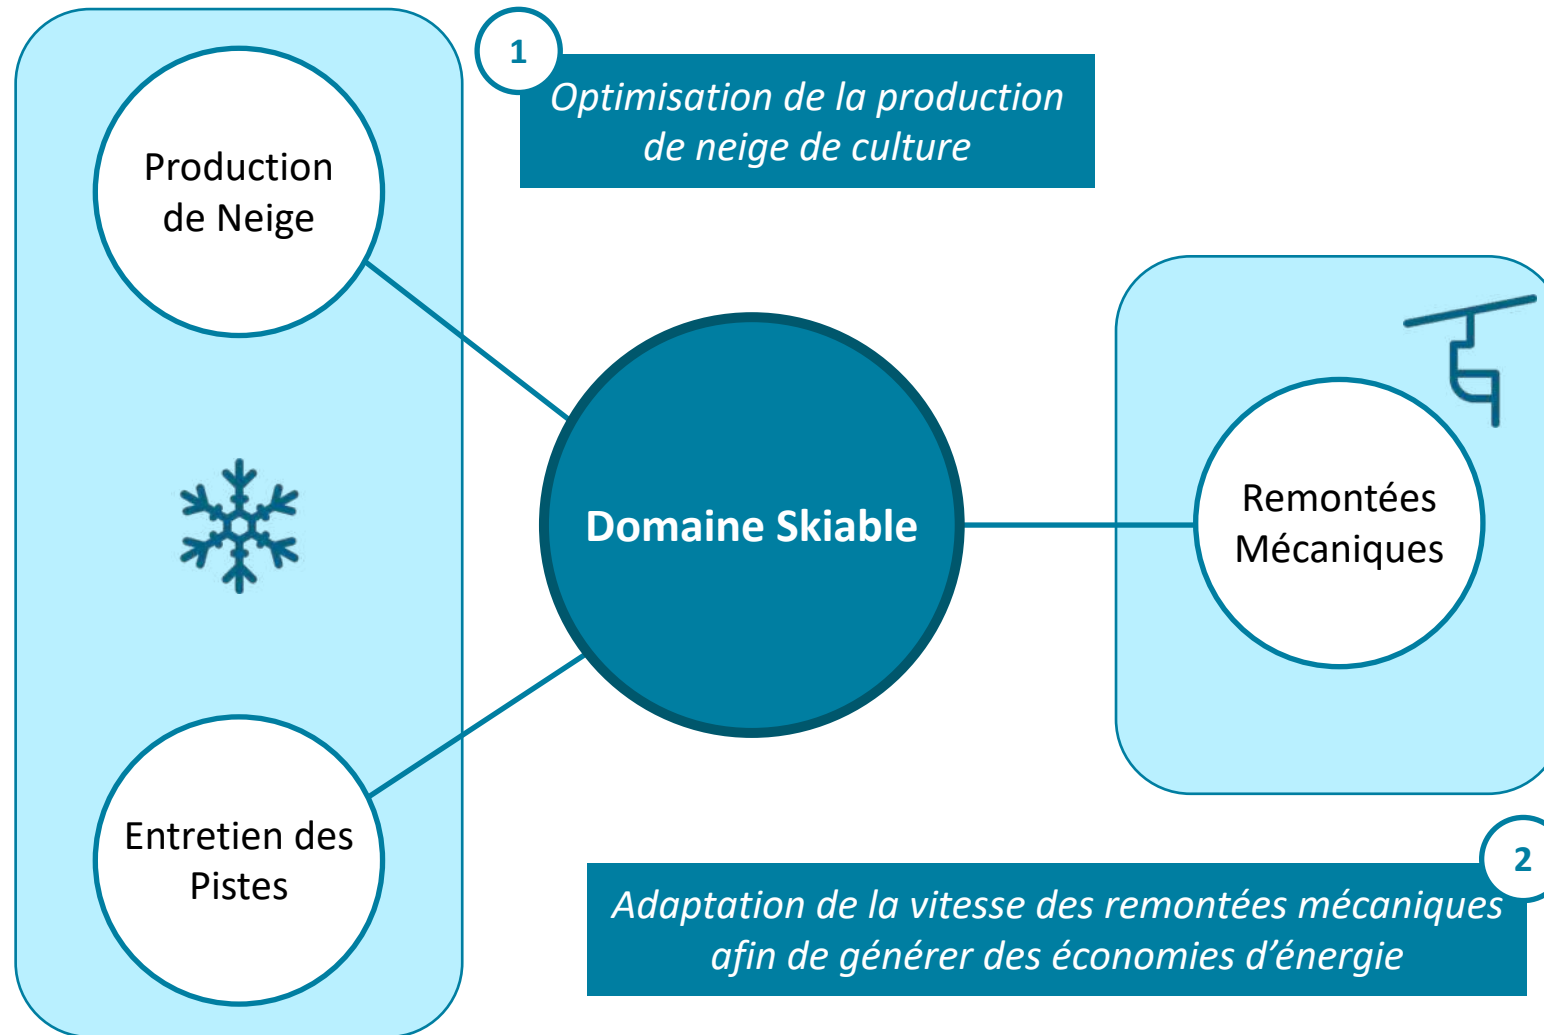 1
Optimisation de la production
de neige de culture
Production
de Neige
Domaine Skiable
Remontées
Mécaniques
Entretien des
Pistes
2
Adaptation de la vitesse des remontées mécaniques
afin de générer des économies d’énergie